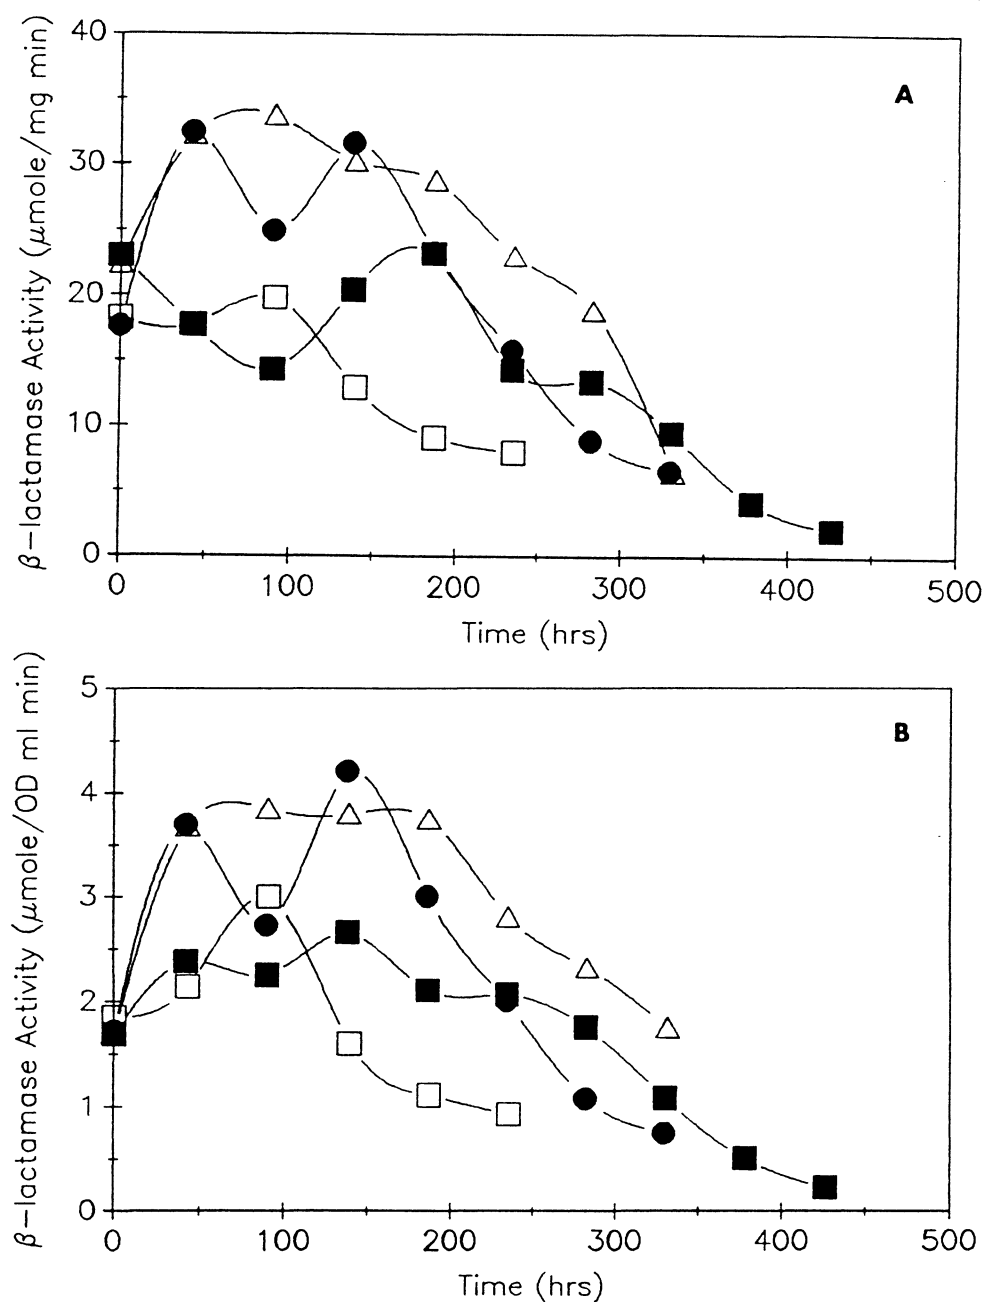 A
β-lactamase Activity (μmole/mg min)
40
30
20
10
0
0 100 200 300 400 500
Time (hrs)
B
β-lactamase Activity (μmole/OD ml min)
5
4
3
2
1
0
0 100 200 300 400 500
Time (hrs)